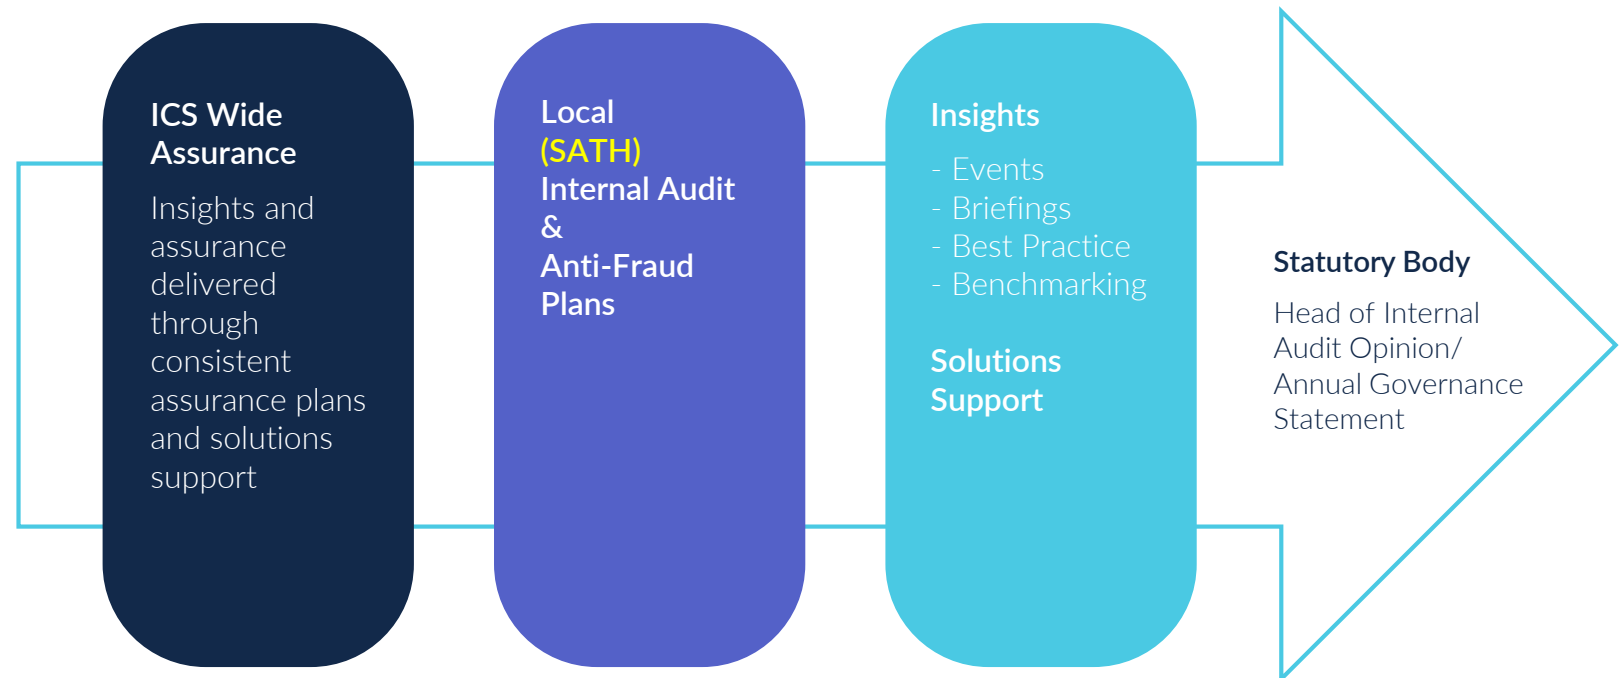 ICS Wide
Assurance
Insights and
assurance
delivered
through
consistent
assurance plans
and solutions
support
Local
(SATH)
Internal Audit
&
Anti-Fraud
Plans
Insights
- Events
- Briefings
- Best Practice
- Benchmarking
Solutions
Support
Statutory Body
Head of Internal
Audit Opinion/
Annual Governance
Statement